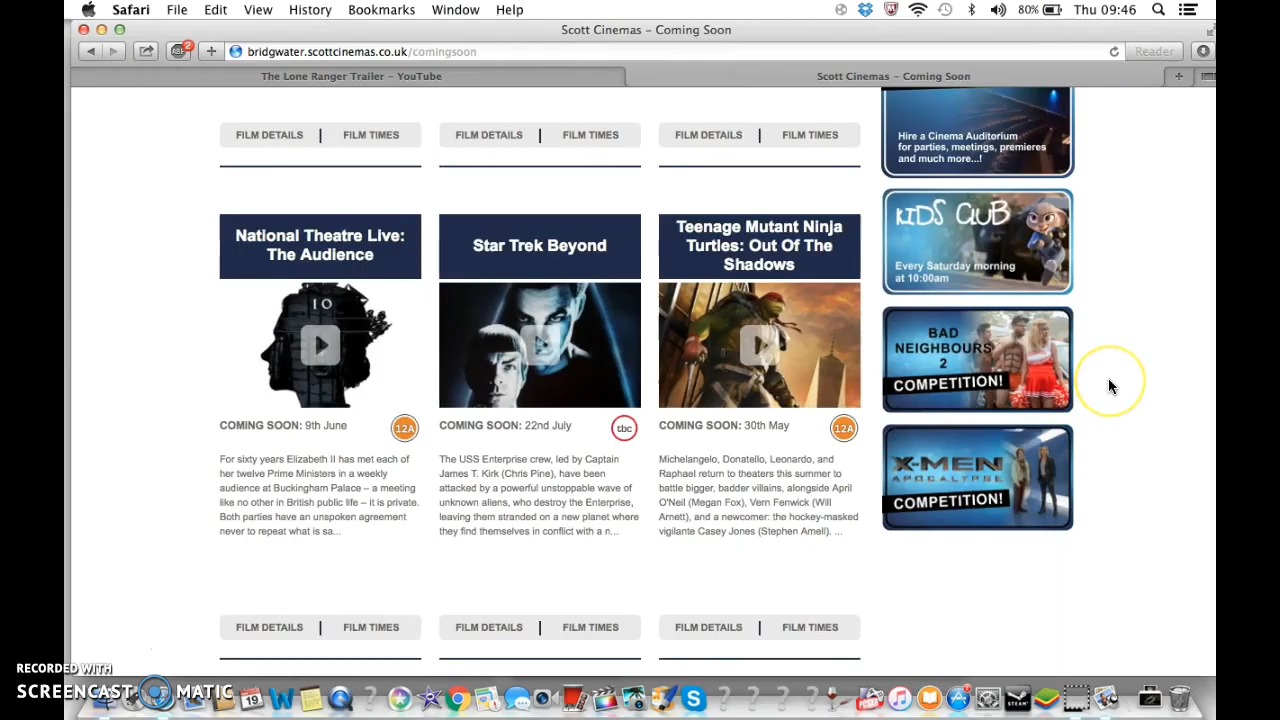 Safari File Edit View History Bookmarks Window Help 80% Thu 09:46
Scott Cinemas – Coming Soon
ABP 2 bridgwater.scottcinemas.co.uk/comingsoon Reader
The Lone Ranger Trailer – YouTube Scott Cinemas – Coming Soon
FILM DETAILS | FILM TIMES
FILM DETAILS | FILM TIMES
FILM DETAILS | FILM TIMES
National Theatre Live:
The Audience
10
COMING SOON: 9th June 12A
For sixty years Elizabeth II has met each of
her twelve Prime Ministers in a weekly
audience at Buckingham Palace – a meeting
like no other in British public life – it is private.
Both parties have an unspoken agreement
never to repeat what is sa...
FILM DETAILS | FILM TIMES
Star Trek Beyond
COMING SOON: 22nd July tbc
The USS Enterprise crew, led by Captain
James T. Kirk (Chris Pine), have been
attacked by a powerful unstoppable wave of
unknown aliens, who destroy the Enterprise,
leaving them stranded on a new planet where
they find themselves in conflict with a n...
FILM DETAILS | FILM TIMES
Teenage Mutant Ninja
Turtles: Out Of The
Shadows
COMING SOON: 30th May 12A
Michelangelo, Donatello, Leonardo, and
Raphael return to theaters this summer to
battle bigger, badder villains, alongside April
O'Neil (Megan Fox), Vern Fenwick (Will
Arnett), and a newcomer: the hockey-masked
vigilante Casey Jones (Stephen Amell). ...
FILM DETAILS | FILM TIMES
Hire a Cinema Auditorium
for parties, meetings, premieres
and much more...!
KIDS CLUB
Every Saturday morning
at 10:00am
BAD
NEIGHBOURS
2
COMPETITION!
X-MEN
APOCALYPSE
COMPETITION!
RECORDED WITH
SCREENCAST MATIC
19
STEAM